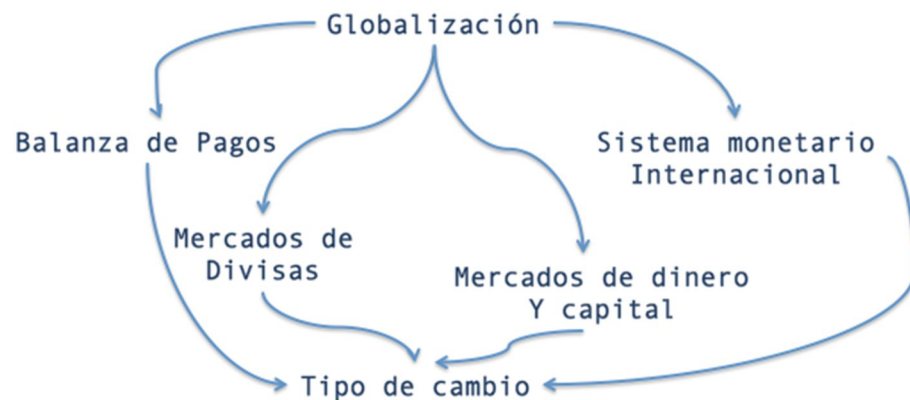 Globalización
Balanza de Pagos
Sistema monetario
Internacional
Mercados de
Divisas
Mercados de dinero
Y capital
Tipo de cambio